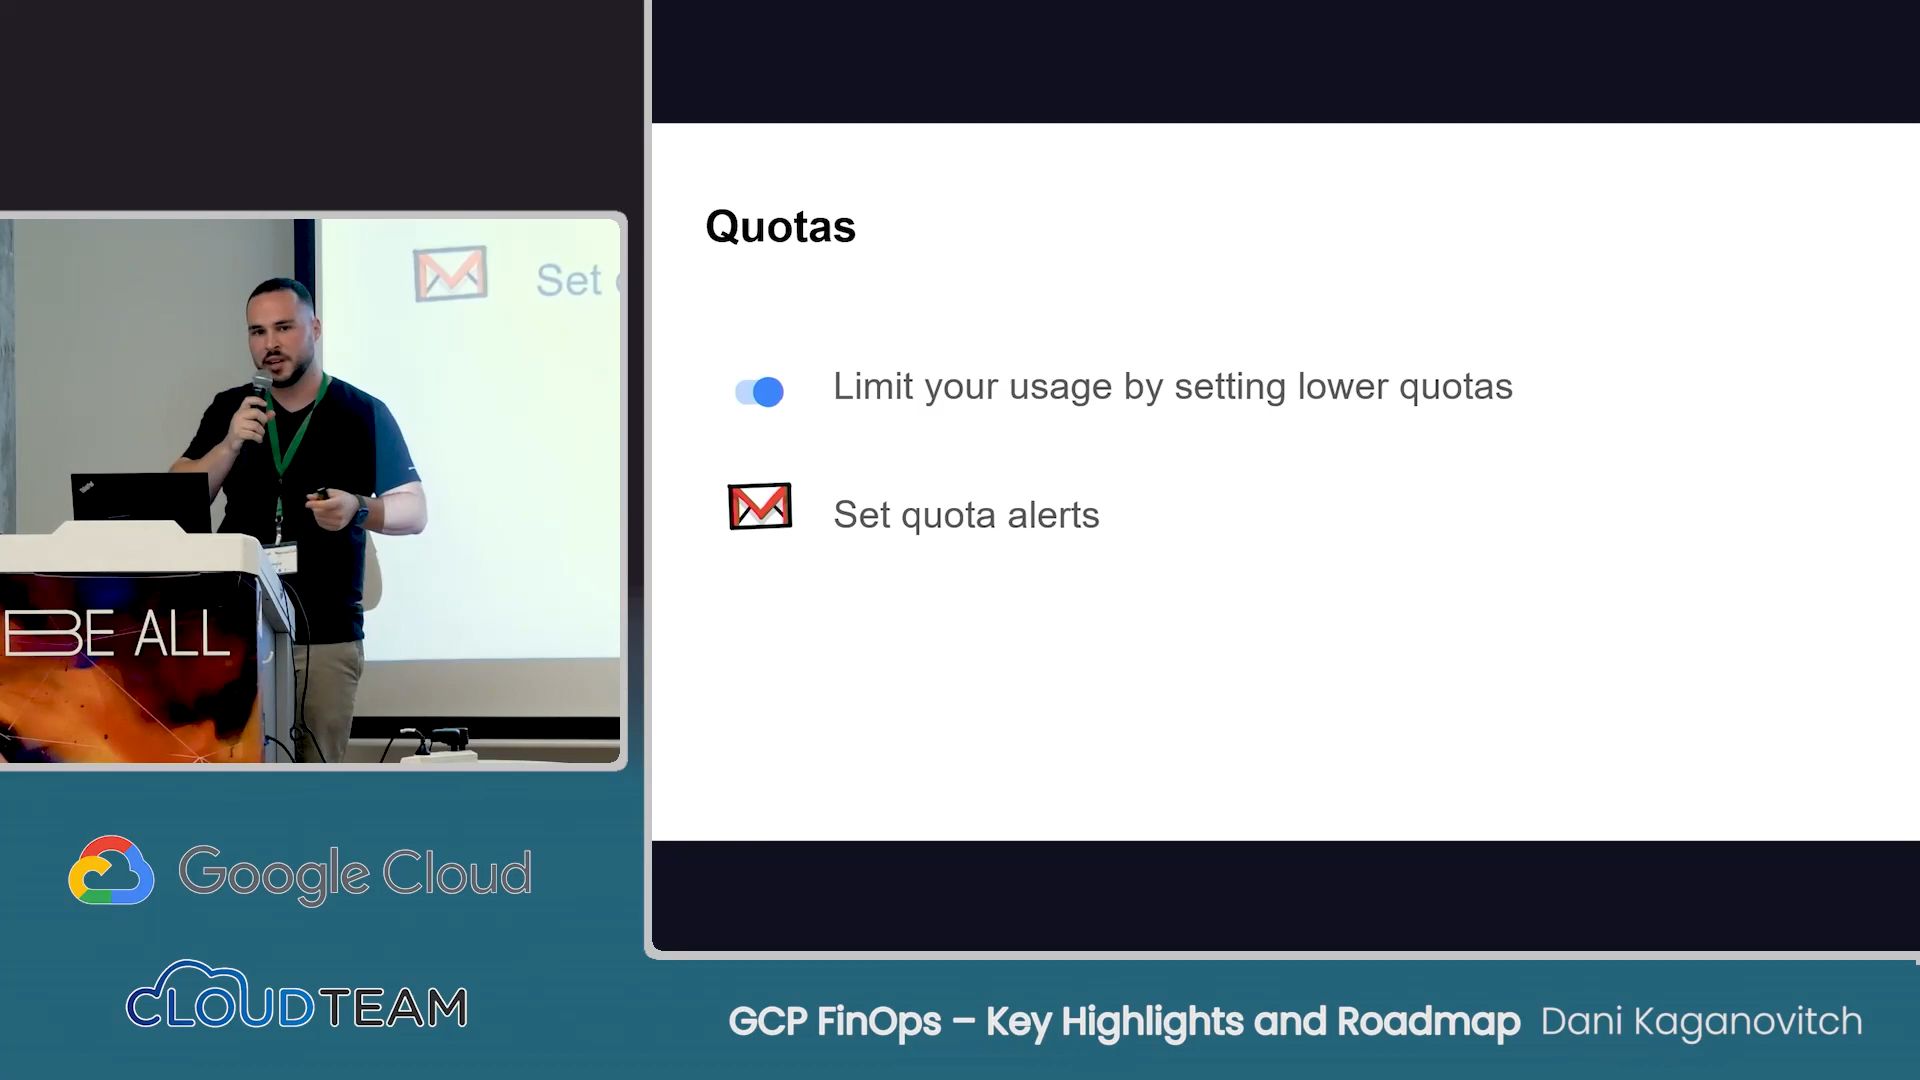 Quotas
Limit your usage by setting lower quotas
Set quota alerts
Set
BE ALL
ThinkPad
Google Cloud
CLOUDTEAM
GCP FinOps – Key Highlights and Roadmap Dani Kaganovitch